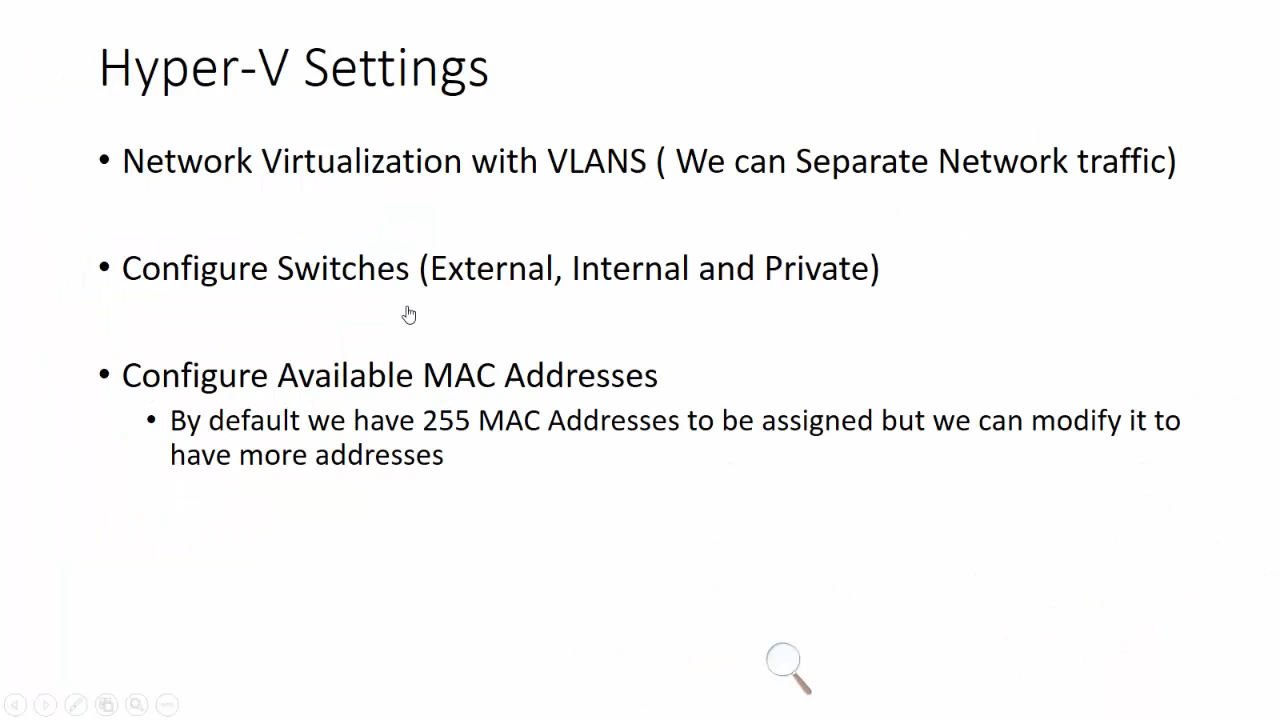 Hyper-V Settings
• Network Virtualization with VLANS ( We can Separate Network traffic)
• Configure Switches (External, Internal and Private)
• Configure Available MAC Addresses
• By default we have 255 MAC Addresses to be assigned but we can modify it to
have more addresses